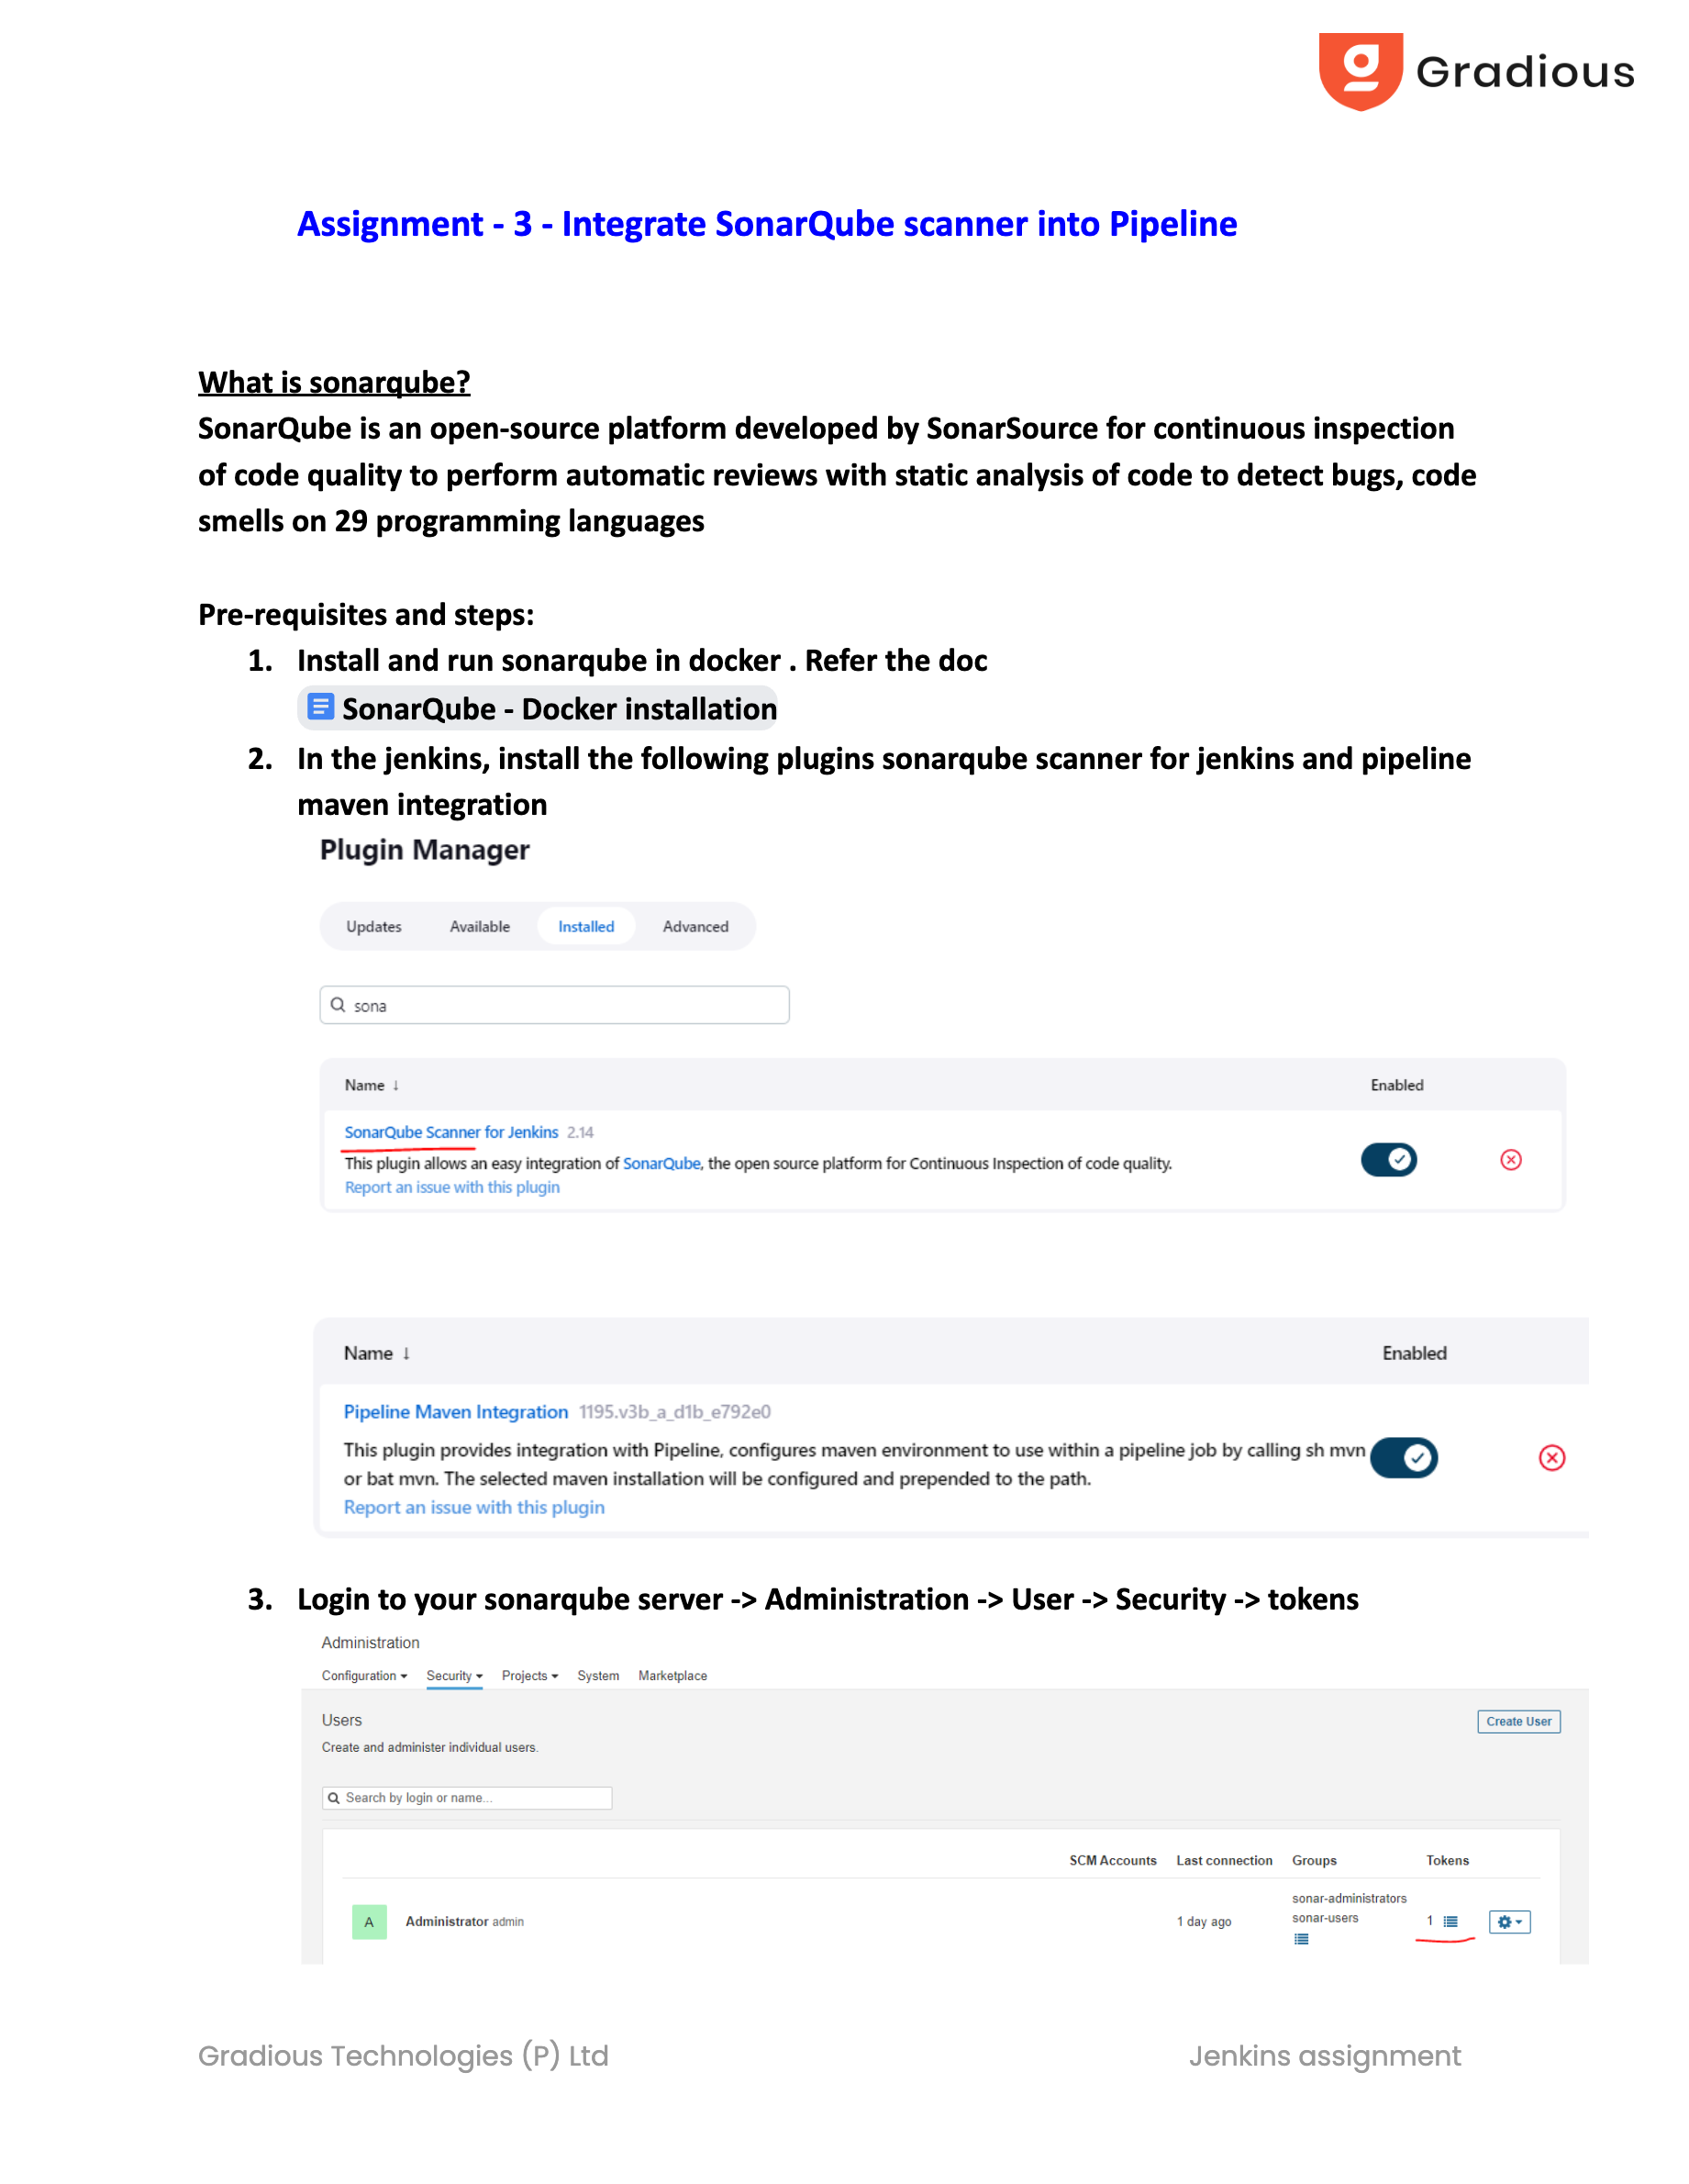 Gradious
Assignment - 3 - Integrate SonarQube scanner into Pipeline
What is sonarqube?
SonarQube is an open-source platform developed by SonarSource for continuous inspection
of code quality to perform automatic reviews with static analysis of code to detect bugs, code
smells on 29 programming languages
Pre-requisites and steps:
1. Install and run sonarqube in docker . Refer the doc
SonarQube - Docker installation
2. In the jenkins, install the following plugins sonarqube scanner for jenkins and pipeline
maven integration
Plugin Manager
Updates Available Installed Advanced
sona
Name ↓ Enabled
SonarQube Scanner for Jenkins 2.14
This plugin allows an easy integration of SonarQube, the open source platform for Continuous Inspection of code quality.
Report an issue with this plugin
Name ↓ Enabled
Pipeline Maven Integration 1195.v3b_a_d1b_e792e0
This plugin provides integration with Pipeline, configures maven environment to use within a pipeline job by calling sh mvn
or bat mvn. The selected maven installation will be configured and prepended to the path.
Report an issue with this plugin
3. Login to your sonarqube server -> Administration -> User -> Security -> tokens
Administration
Configuration Security Projects System Marketplace
Users Create User
Create and administer individual users.
Search by login or name...
SCM Accounts Last connection Groups Tokens
sonar-administrators
A Administrator admin 1 day ago sonar-users 1
Gradious Technologies (P) Ltd Jenkins assignment